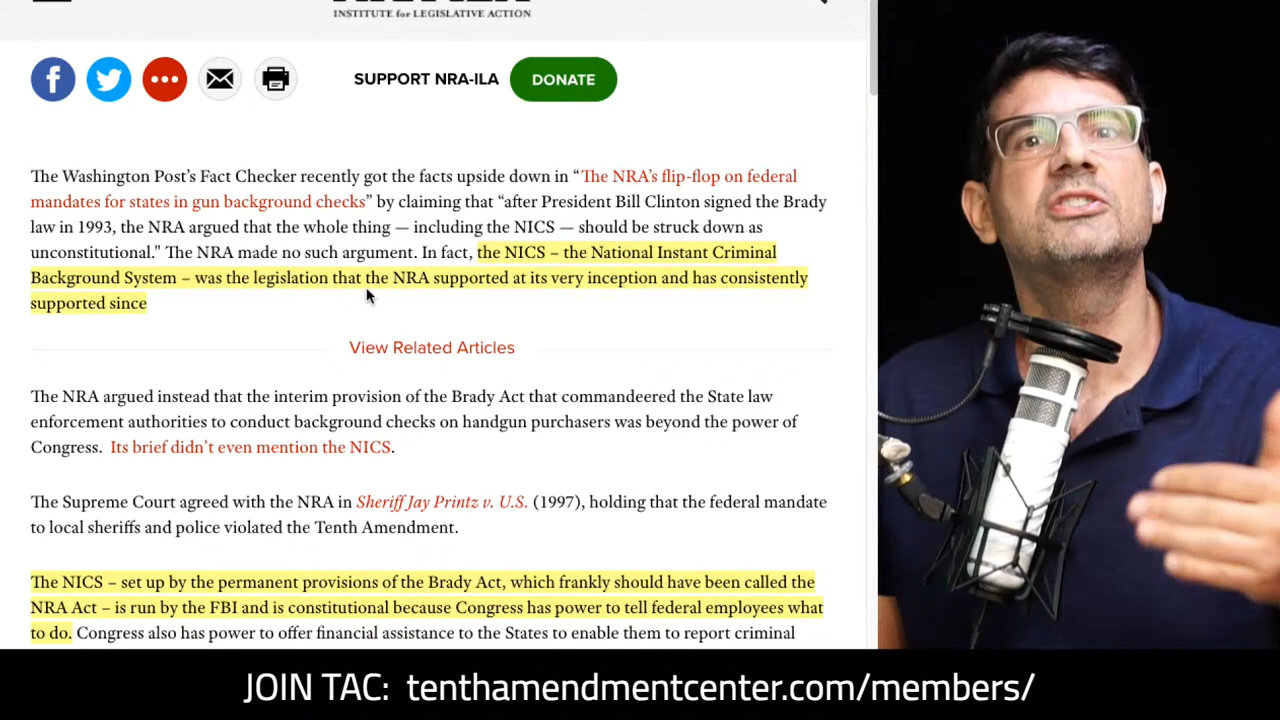 INSTITUTE for LEGISLATIVE ACTION
SUPPORT NRA-ILA
DONATE
The Washington Post's Fact Checker recently got the facts upside down in “The NRA's flip-flop on federal
mandates for states in gun background checks” by claiming that “after President Bill Clinton signed the Brady
law in 1993, the NRA argued that the whole thing — including the NICS — should be struck down as
unconstitutional." The NRA made no such argument. In fact, the NICS – the National Instant Criminal
Background System – was the legislation that the NRA supported at its very inception and has consistently
supported since
View Related Articles
The NRA argued instead that the interim provision of the Brady Act that commandeered the State law
enforcement authorities to conduct background checks on handgun purchasers was beyond the power of
Congress. Its brief didn't even mention the NICS.
The Supreme Court agreed with the NRA in Sheriff Jay Printz v. U.S. (1997), holding that the federal mandate
to local sheriffs and police violated the Tenth Amendment.
The NICS – set up by the permanent provisions of the Brady Act, which frankly should have been called the
NRA Act – is run by the FBI and is constitutional because Congress has power to tell federal employees what
to do. Congress also has power to offer financial assistance to the States to enable them to report criminal
JOIN TAC: tenthamendmentcenter.com/members/